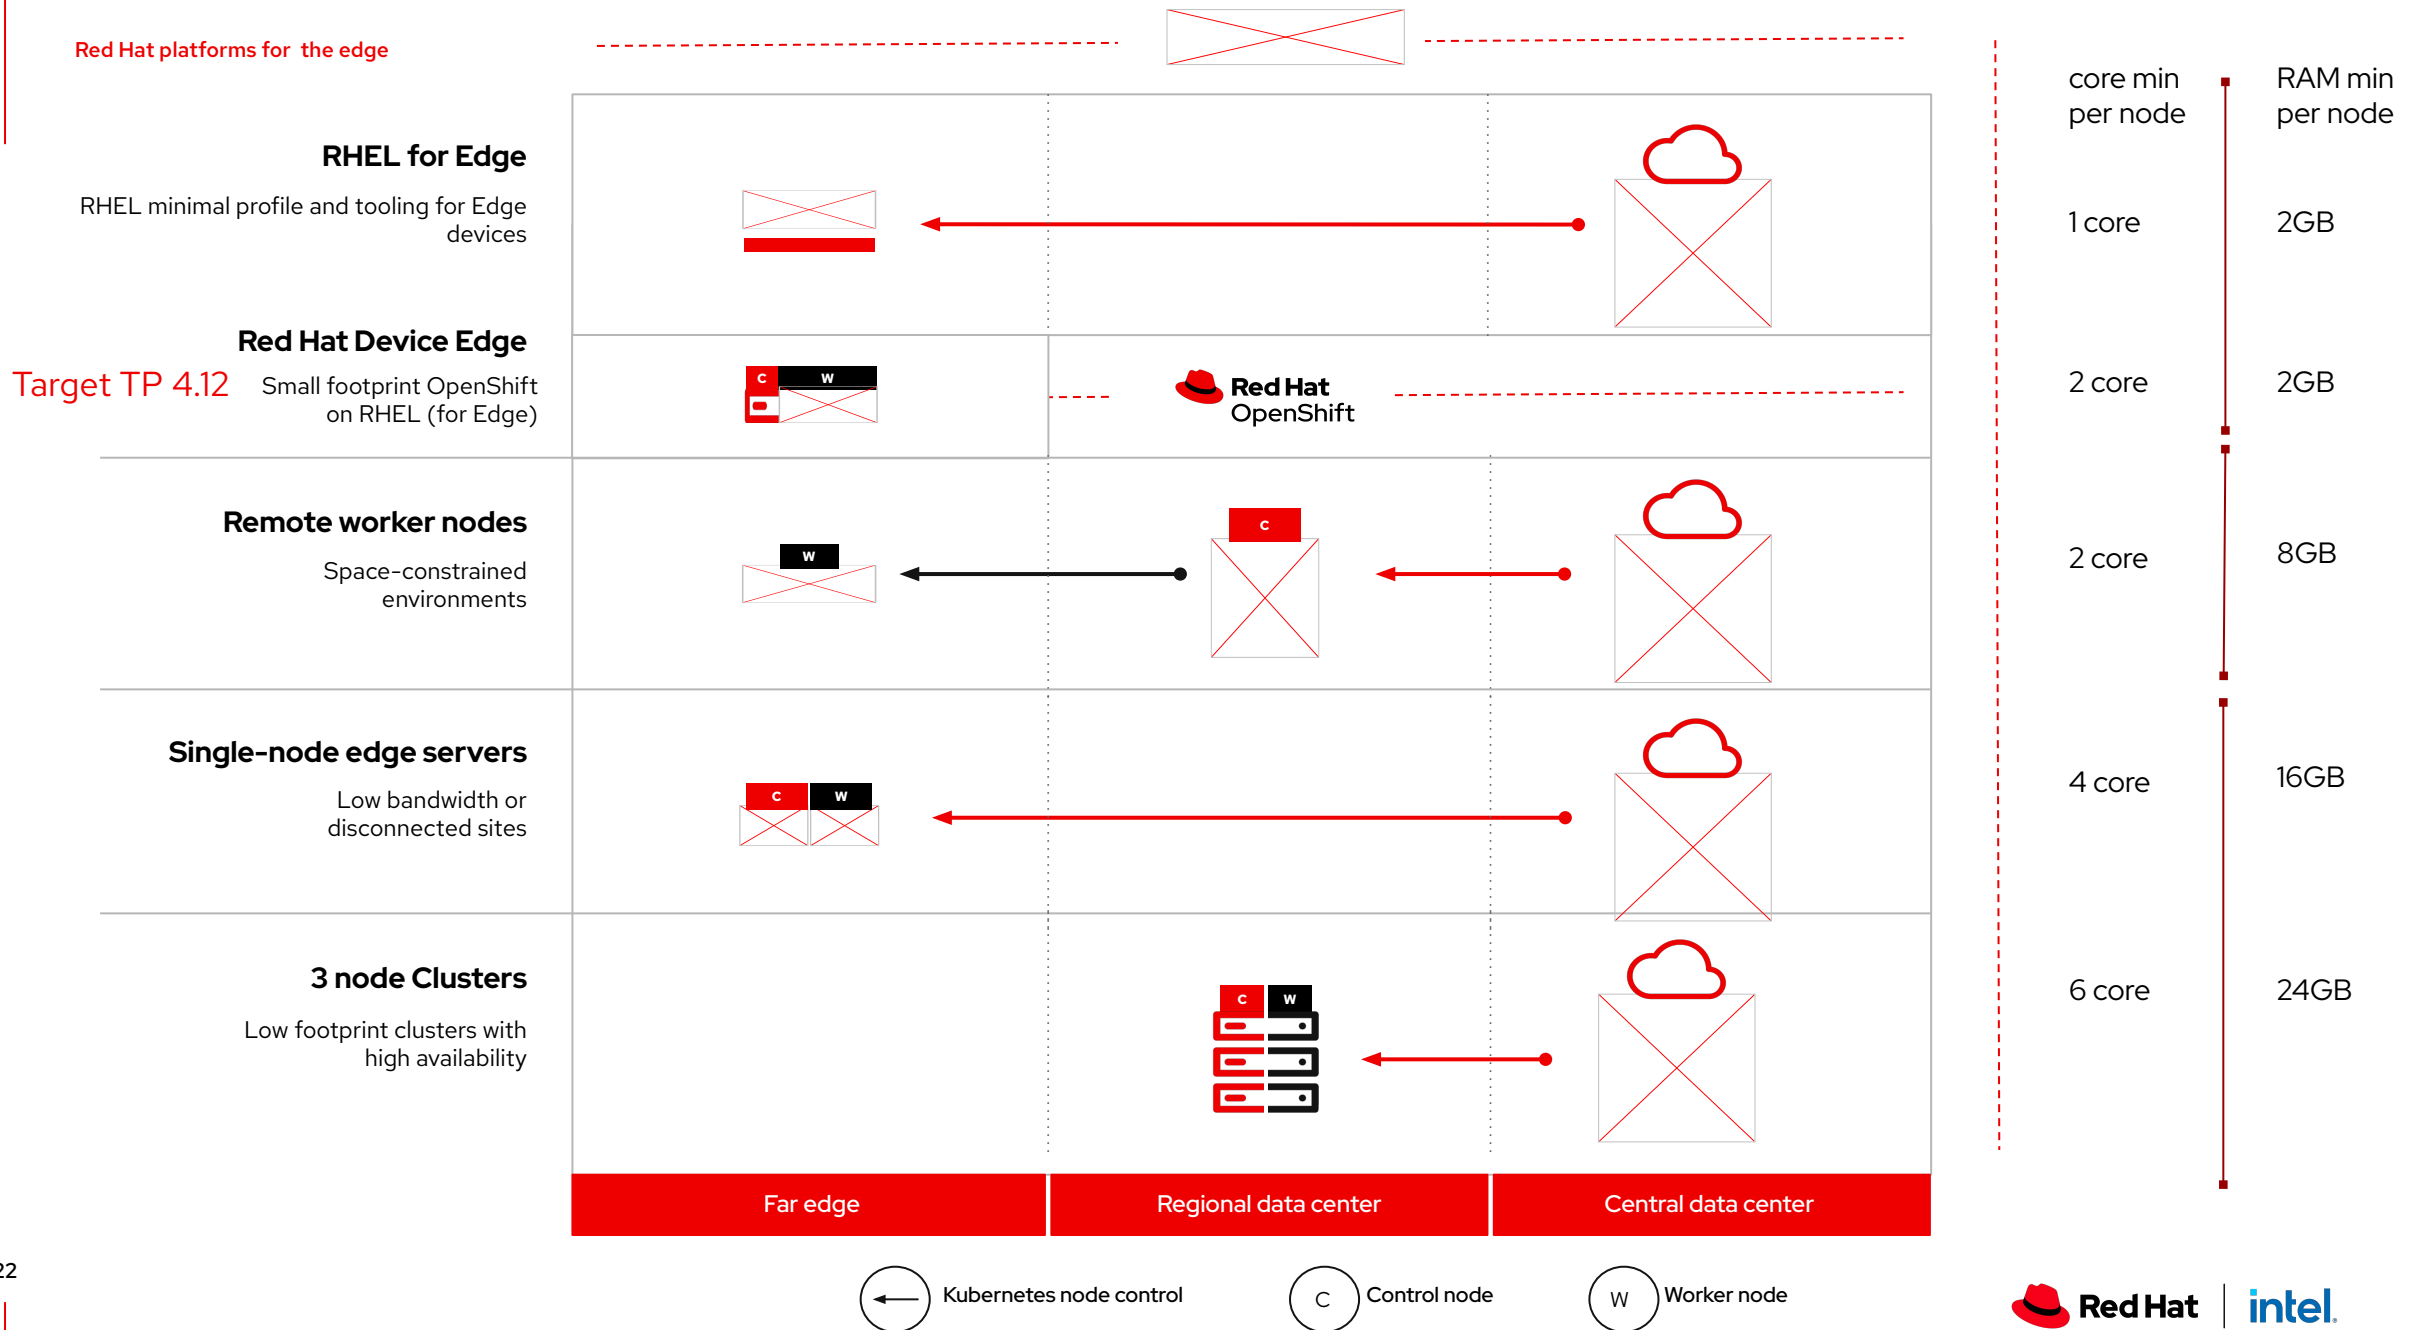 Red Hat platforms for the edge
core min
per node
RAM min
per node
RHEL for Edge
RHEL minimal profile and tooling for Edge
devices
1 core
2GB
Red Hat Device Edge
Target TP 4.12
Small footprint OpenShift
on RHEL (for Edge)
C
W
Red Hat
OpenShift
2 core
2GB
Remote worker nodes
Space-constrained
environments
W
C
2 core
8GB
Single-node edge servers
Low bandwidth or
disconnected sites
C
W
4 core
16GB
3 node Clusters
Low footprint clusters with
high availability
C
W
6 core
24GB
Far edge
Regional data center
Central data center
22
Kubernetes node control
C
Control node
W
Worker node
Red Hat
intel.